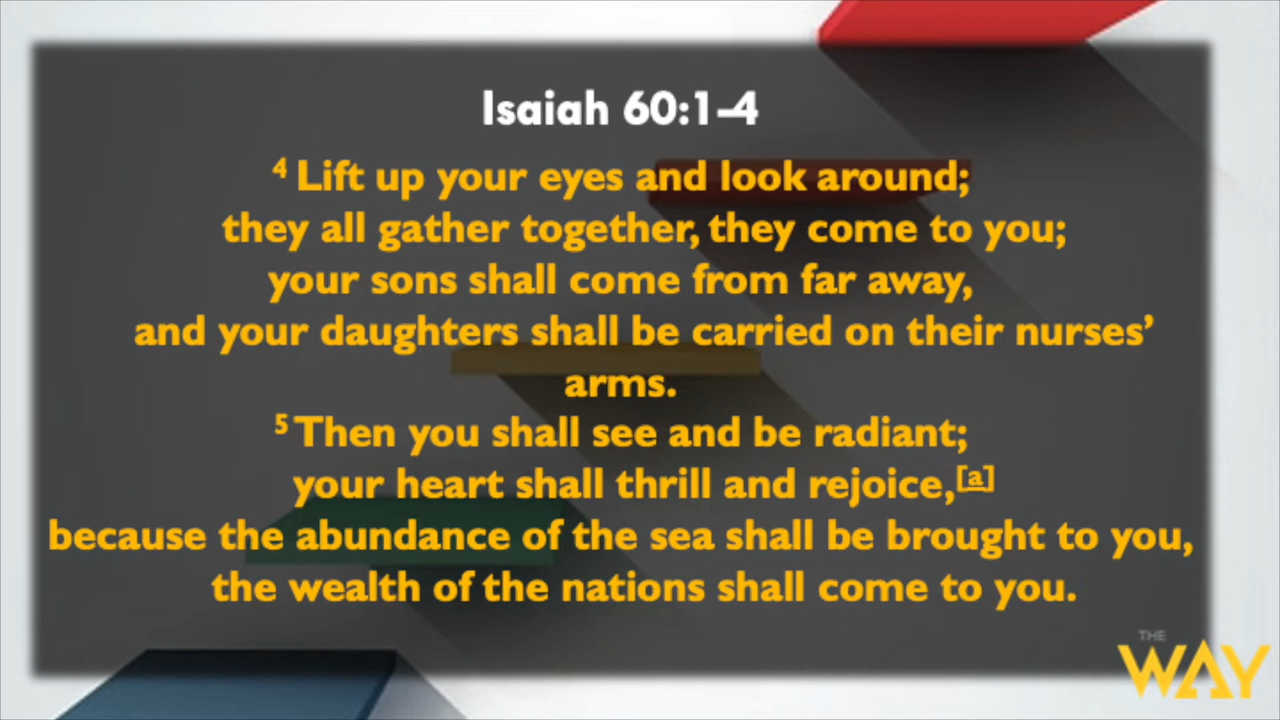 Isaiah 60:1-4
4 Lift up your eyes and look around;
they all gather together, they come to you;
your sons shall come from far away,
and your daughters shall be carried on their nurses’
arms.
5 Then you shall see and be radiant;
your heart shall thrill and rejoice,[a]
because the abundance of the sea shall be brought to you,
the wealth of the nations shall come to you.
THE
WAY